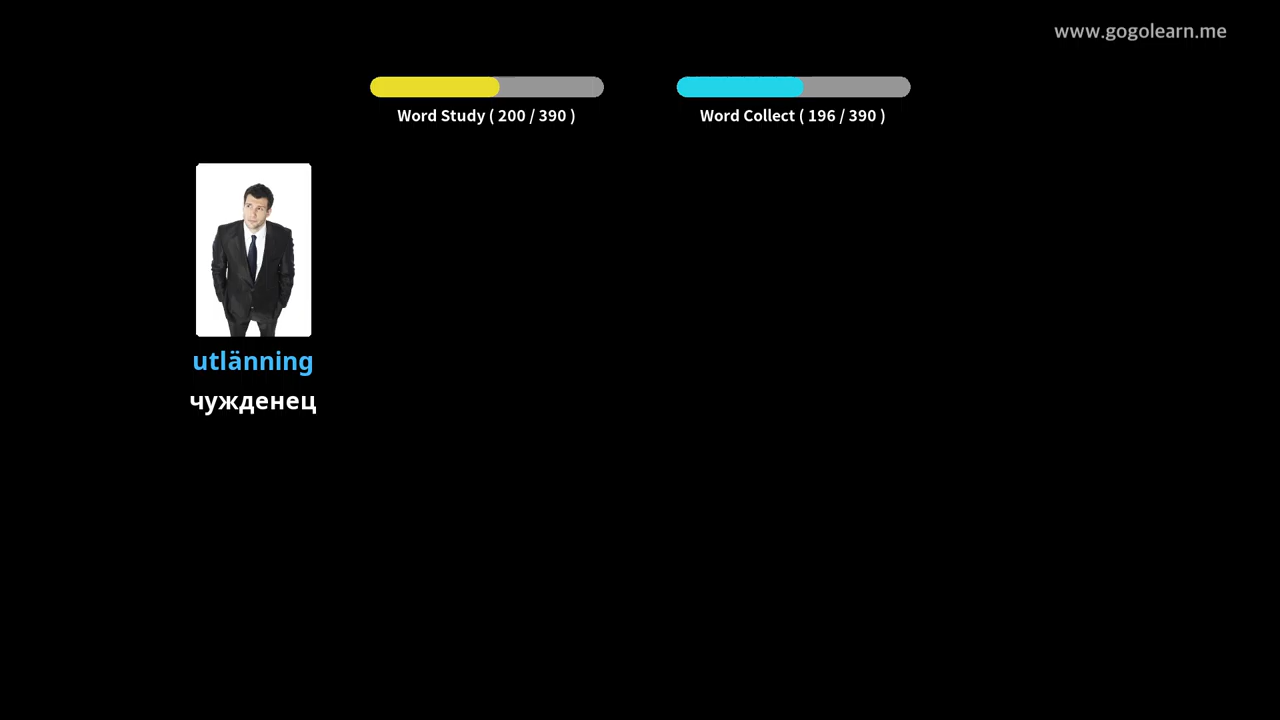 www.gogolearn.me
Word Study ( 200 / 390 )
Word Collect ( 196 / 390 )
utlänning
чужденец